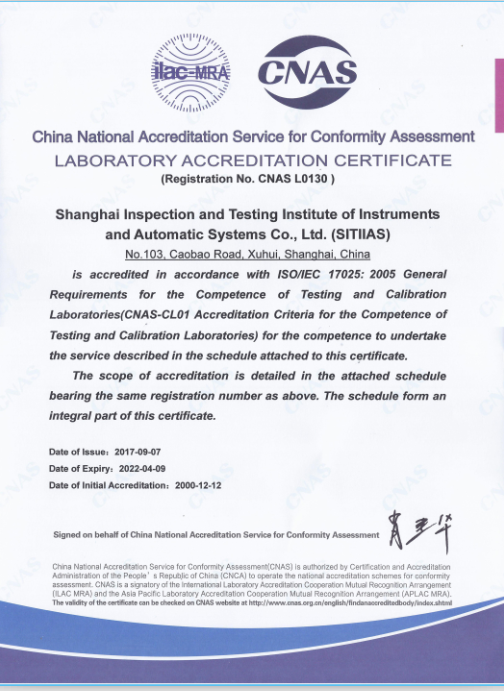 ilac-MRA
CNAS
China National Accreditation Service for Conformity Assessment
LABORATORY ACCREDITATION CERTIFICATE
(Registration No. CNAS L0130 )
Shanghai Inspection and Testing Institute of Instruments
and Automatic Systems Co., Ltd. (SITIIAS)
No.103, Caobao Road, Xuhui, Shanghai, China
is accredited in accordance with ISO/IEC 17025: 2005 General
Requirements for the Competence of Testing and Calibration
Laboratories(CNAS-CL01 Accreditation Criteria for the Competence of
Testing and Calibration Laboratories) for the competence to undertake
the service described in the schedule attached to this certificate.
The scope of accreditation is detailed in the attached schedule
bearing the same registration number as above. The schedule form an
integral part of this certificate.
Date of Issue: 2017-09-07
Date of Expiry: 2022-04-09
Date of Initial Accreditation: 2000-12-12
Signed on behalf of China National Accreditation Service for Conformity Assessment
China National Accreditation Service for Conformity Assessment(CNAS) is authorized by Certification and Accreditation
Administration of the People's Republic of China (CNCA) to operate the national accreditation schemes for conformity
assessment. CNAS is a signatory of the International Laboratory Accreditation Cooperation Mutual Recognition Arrangement
(ILAC MRA) and the Asia Pacific Laboratory Accreditation Cooperation Mutual Recognition Arrangement (APLAC MRA).
The validity of the certificate can be checked on CNAS website at http://www.cnas.org.cn/english/findanaccreditedbody/index.shtml